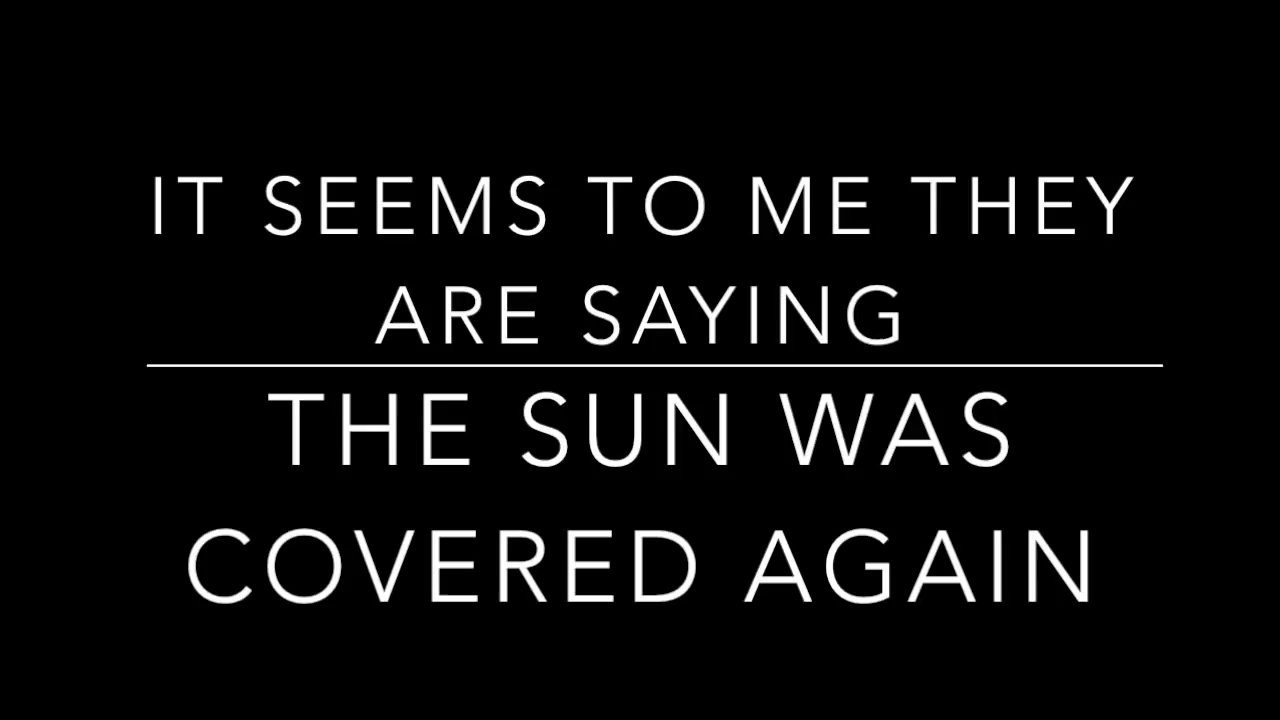 IT SEEMS TO ME THEY
ARE SAYING
THE SUN WAS
COVERED AGAIN